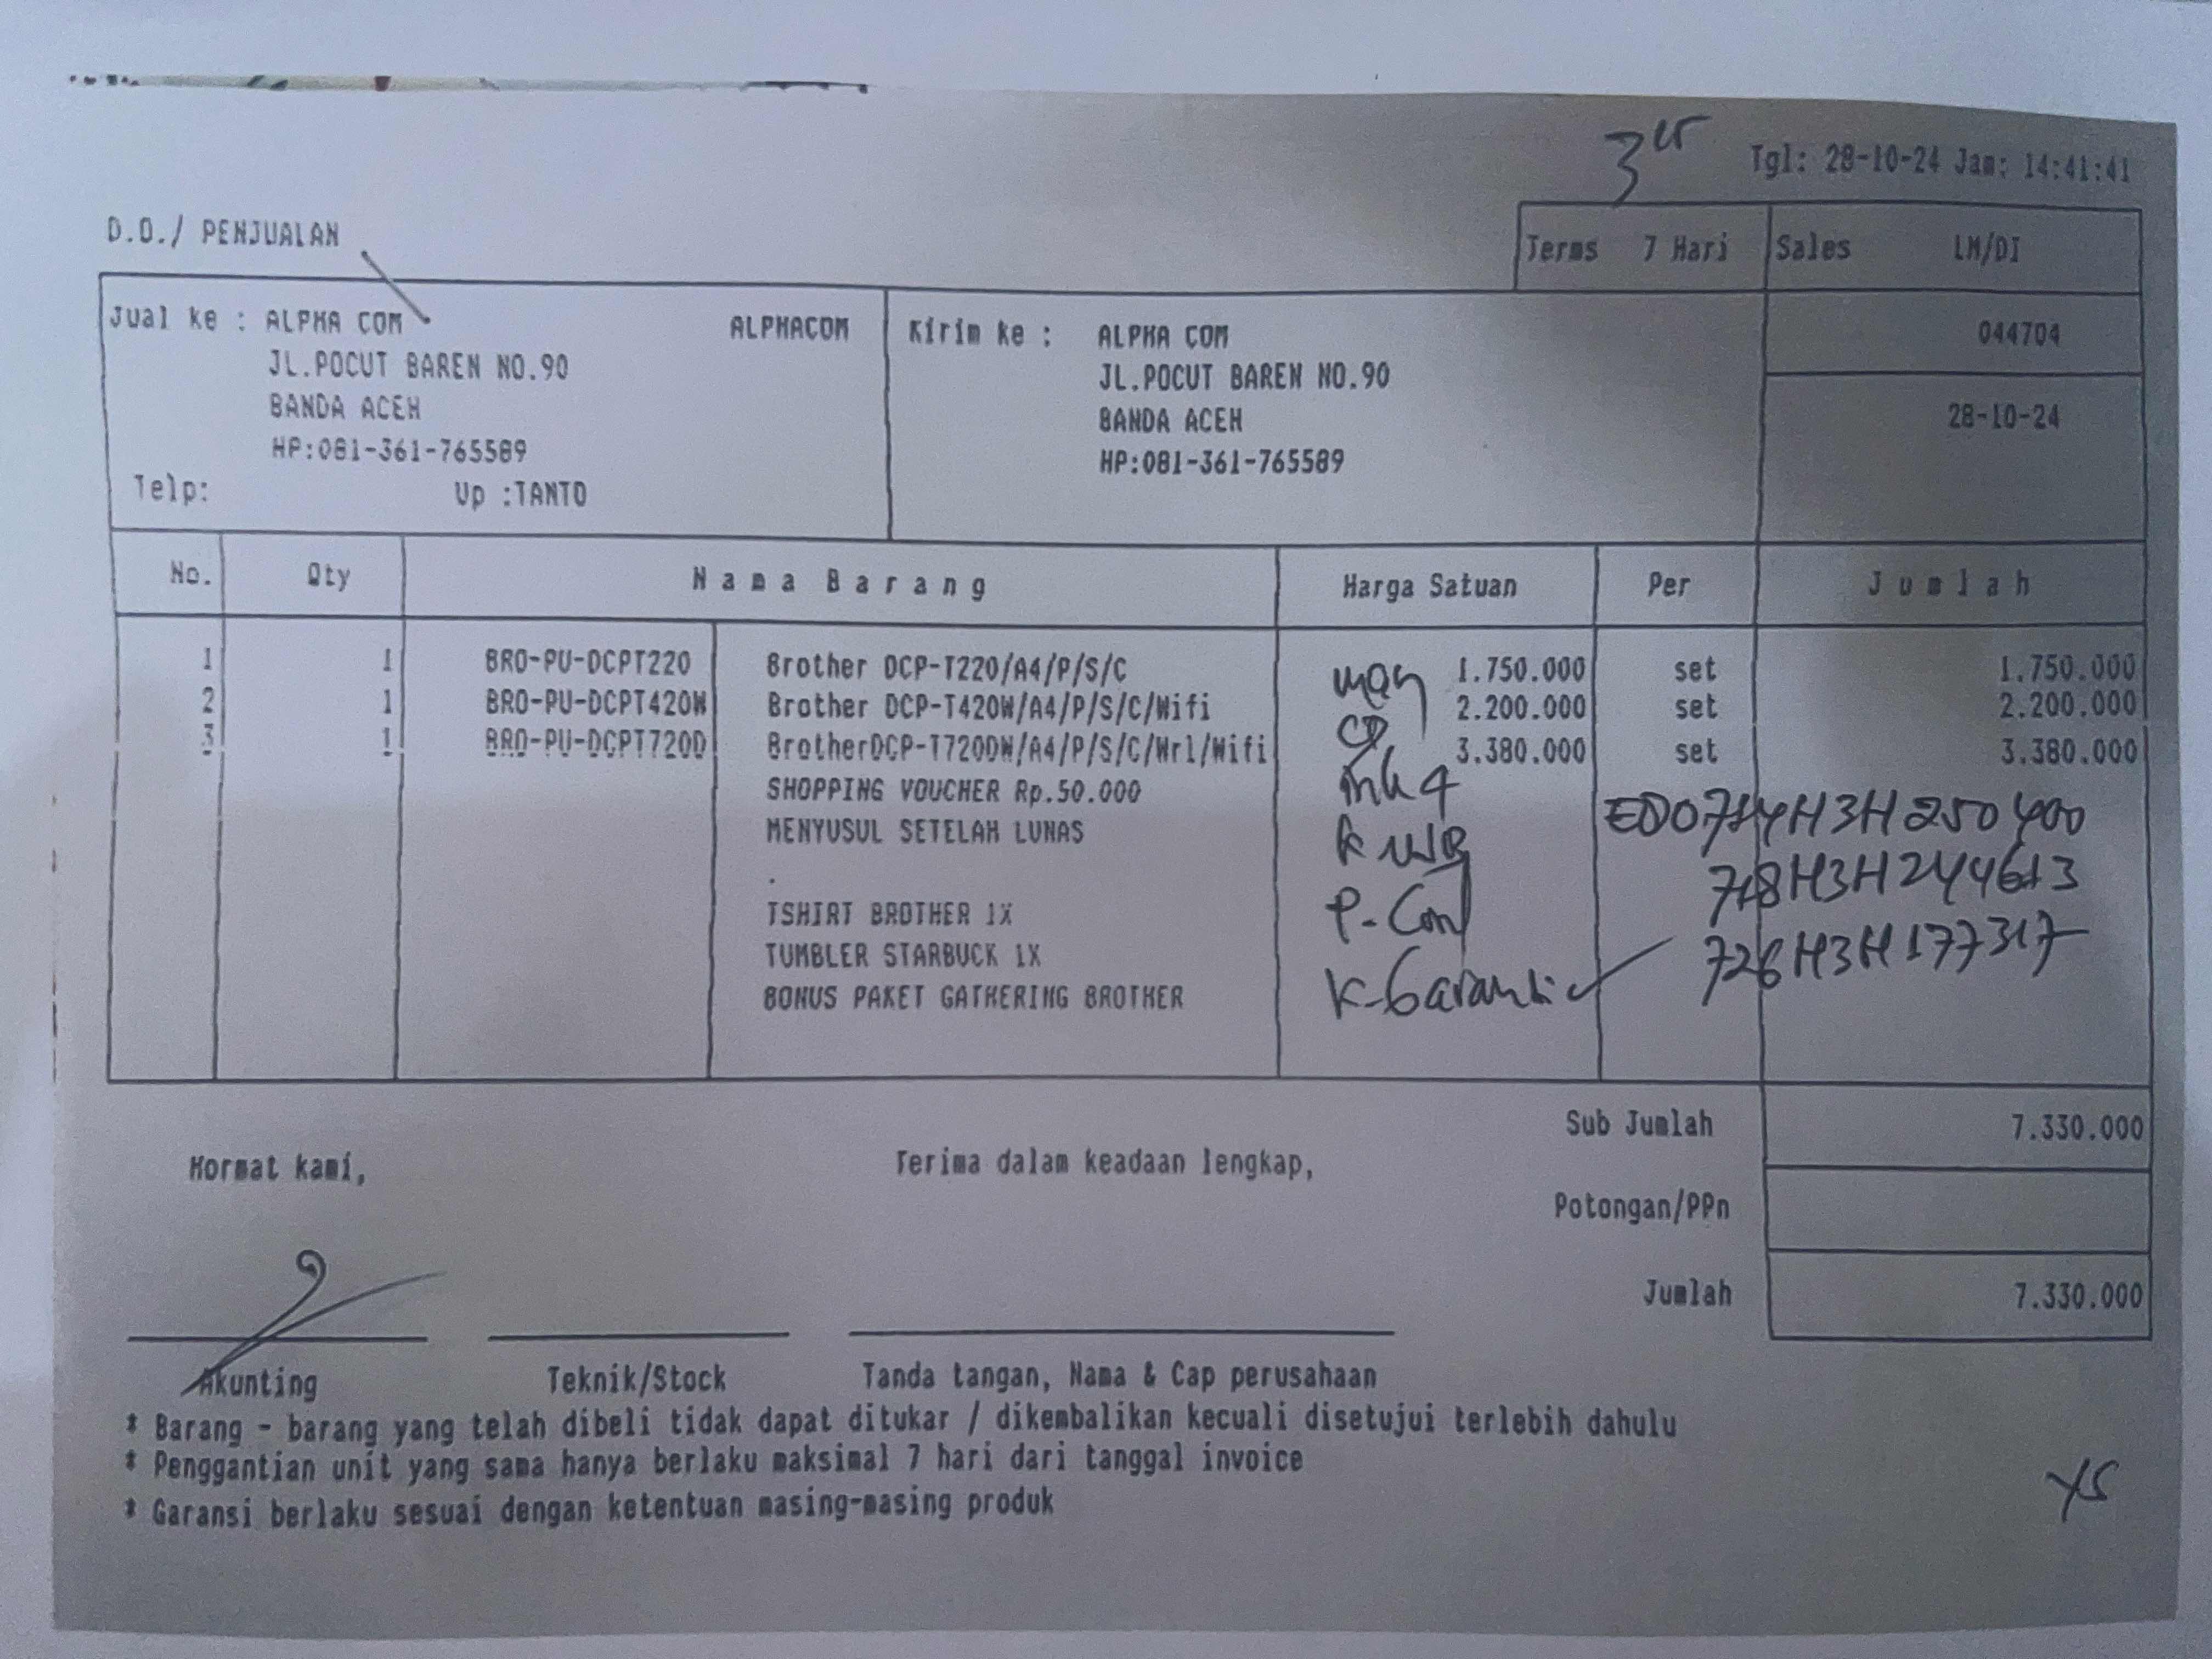 Tgl: 28-10-24 Jam: 14:41:41
D.O./ PENJUALAN
Terms 7 Hari Sales LM/DI
Jual ke : ALPHA COM ALPHACOM Kirim ke : ALPHA COM 044704
JL.POCUT BAREN NO.90 JL.POCUT BAREN NO.90
BANDA ACEH BANDA ACEH 28-10-24
HP:081-361-765589 HP:081-361-765589
Telp: Up :TANTO
No. Qty Nama Barang Harga Satuan Per Jumlah
1 1 BRO-PU-DCPT220 Brother DCP-T220/A4/P/S/C 1.750.000 set 1.750.000
2 1 BRO-PU-DCPT420W Brother DCP-T420W/A4/P/S/C/Wifi 2.200.000 set 2.200.000
3 1 BRO-PU-DCPT720D BrotherDCP-T720DW/A4/P/S/C/Wrl/Wifi 3.380.000 set 3.380.000
CD
SHOPPING VOUCHER Rp.50.000 ink 4
MENYUSUL SETELAH LUNAS
.
TSHIRT BROTHER 1X
TUMBLER STARBUCK 1X 726H3H177317
BONUS PAKET GATHERING BROTHER K-Garansi
Sub Jumlah 7.330.000
Hormat kami, Terima dalam keadaan lengkap,
Potongan/PPn
Jumlah 7.330.000
Akunting Teknik/Stock Tanda tangan, Nama & Cap perusahaan
* Barang - barang yang telah dibeli tidak dapat ditukar / dikembalikan kecuali disetujui terlebih dahulu
* Penggantian unit yang sama hanya berlaku maksimal 7 hari dari tanggal invoice
* Garansi berlaku sesuai dengan ketentuan masing-masing produk